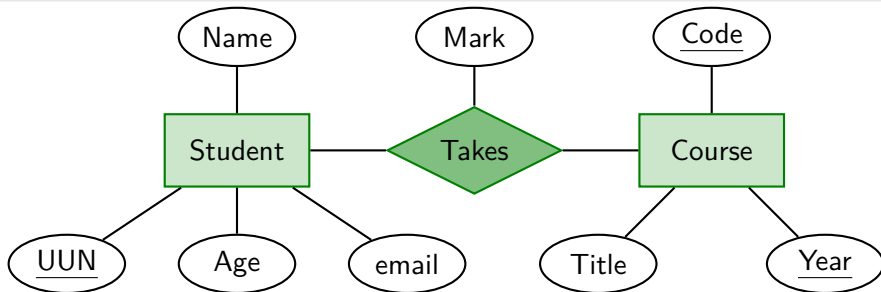 Name
Mark
Code
Student
Takes
Course
UUN
Age
email
Title
Year